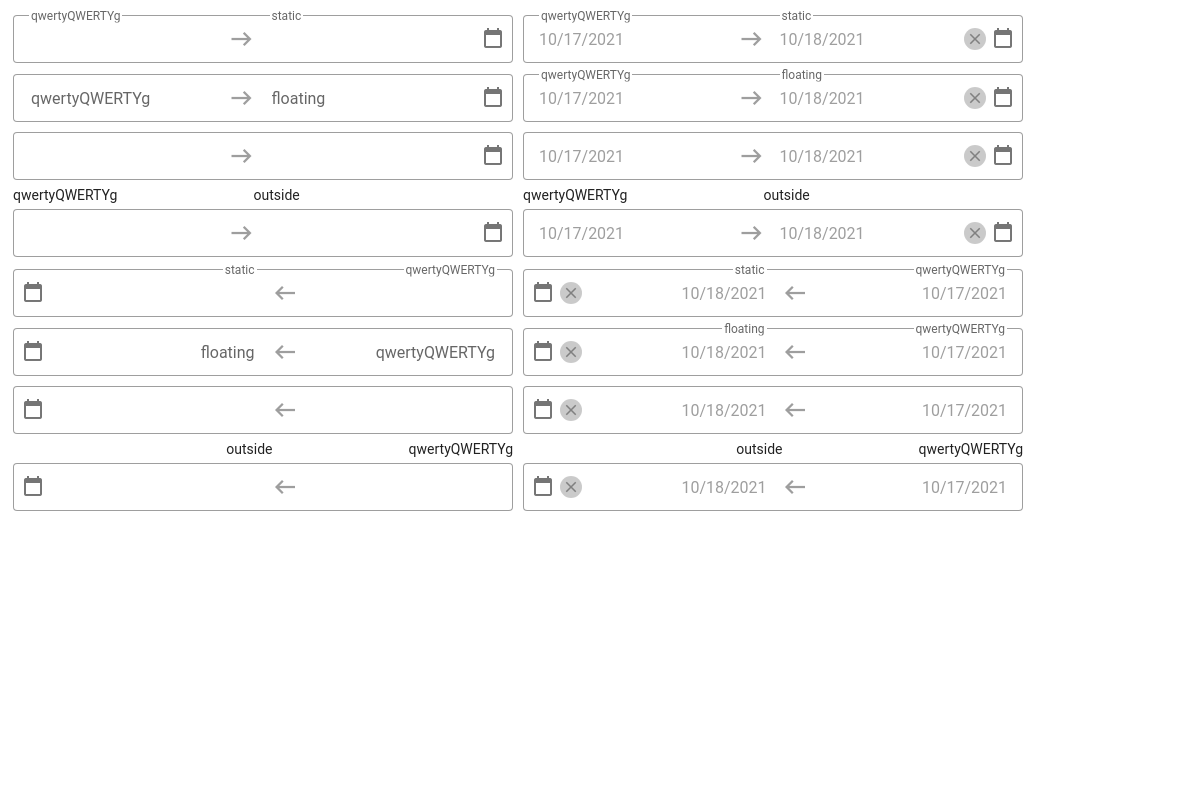 qwertyQWERTYg static qwertyQWERTYg static
10/17/2021 10/18/2021
qwertyQWERTYg floating
qwertyQWERTYg floating 10/17/2021 10/18/2021
10/17/2021 10/18/2021
qwertyQWERTYg outside qwertyQWERTYg outside
10/17/2021 10/18/2021
static qwertyQWERTYg static qwertyQWERTYg
10/18/2021 10/17/2021
floating qwertyQWERTYg
floating qwertyQWERTYg 10/18/2021 10/17/2021
10/18/2021 10/17/2021
outside qwertyQWERTYg outside qwertyQWERTYg
10/18/2021 10/17/2021